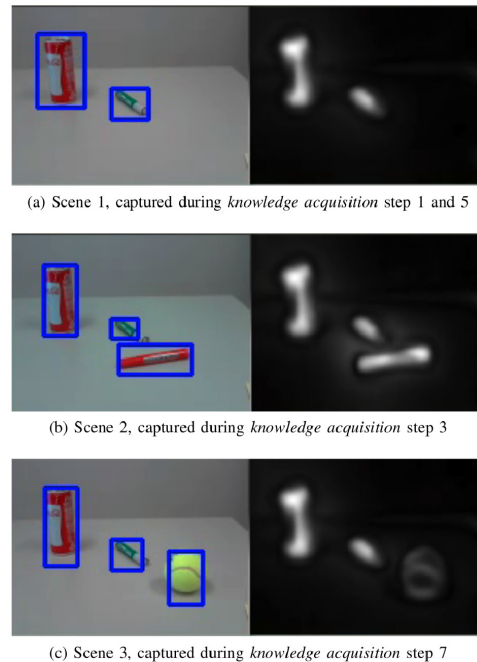 (a) Scene 1, captured during knowledge acquisition step 1 and 5
(b) Scene 2, captured during knowledge acquisition step 3
(c) Scene 3, captured during knowledge acquisition step 7